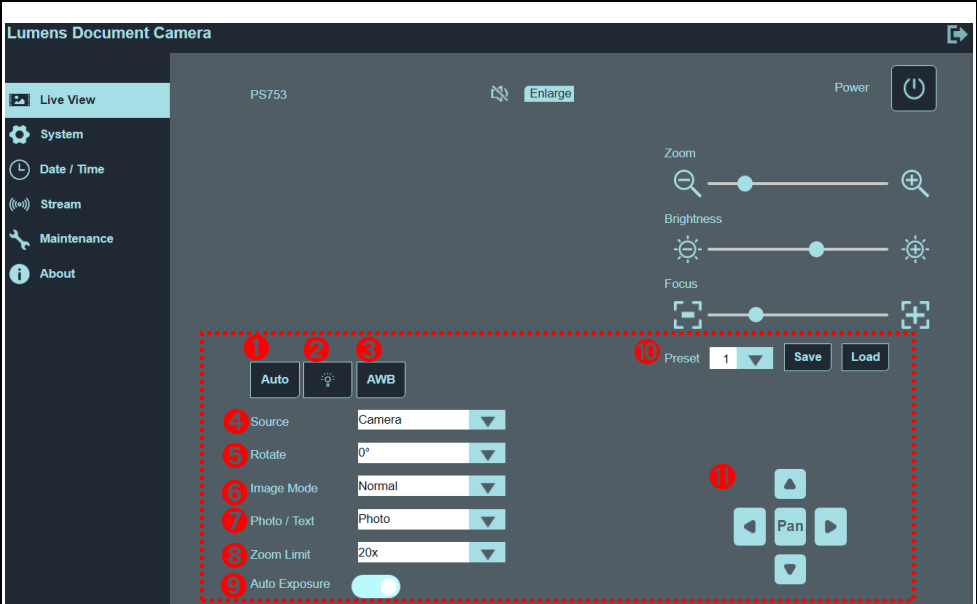 Lumens Document Camera
Live View
System
Date / Time
Stream
Maintenance
About
PS753
Enlarge
Power
Zoom
Brightness
Focus
1 2 3
Auto AWB
10 Preset 1 Save Load
4 Source Camera
5 Rotate 0°
6 Image Mode Normal
7 Photo / Text Photo
8 Zoom Limit 20x
9 Auto Exposure
11
Pan